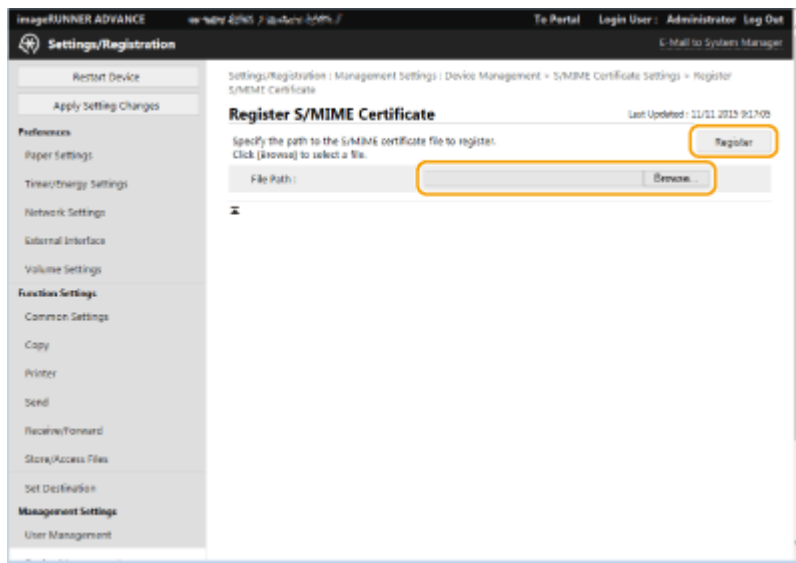 imageRUNNER ADVANCE To Portal Login User : Administrator Log Out
Settings/Registration E-Mail to System Manager
Restart Device
Apply Setting Changes
Preferences
Paper Settings
Timer/Energy Settings
Network Settings
External Interface
Volume Settings
Function Settings
Common Settings
Copy
Printer
Send
Receive/Forward
Store/Access Files
Set Destination
Management Settings
User Management
Settings/Registration : Management Settings : Device Management > S/MIME Certificate Settings > Register
S/MIME Certificate
Register S/MIME Certificate Last Updated : 11/11 2015 9:17:05
Specify the path to the S/MIME certificate file to register.
Click [Browse] to select a file.
Register
File Path : Browse...